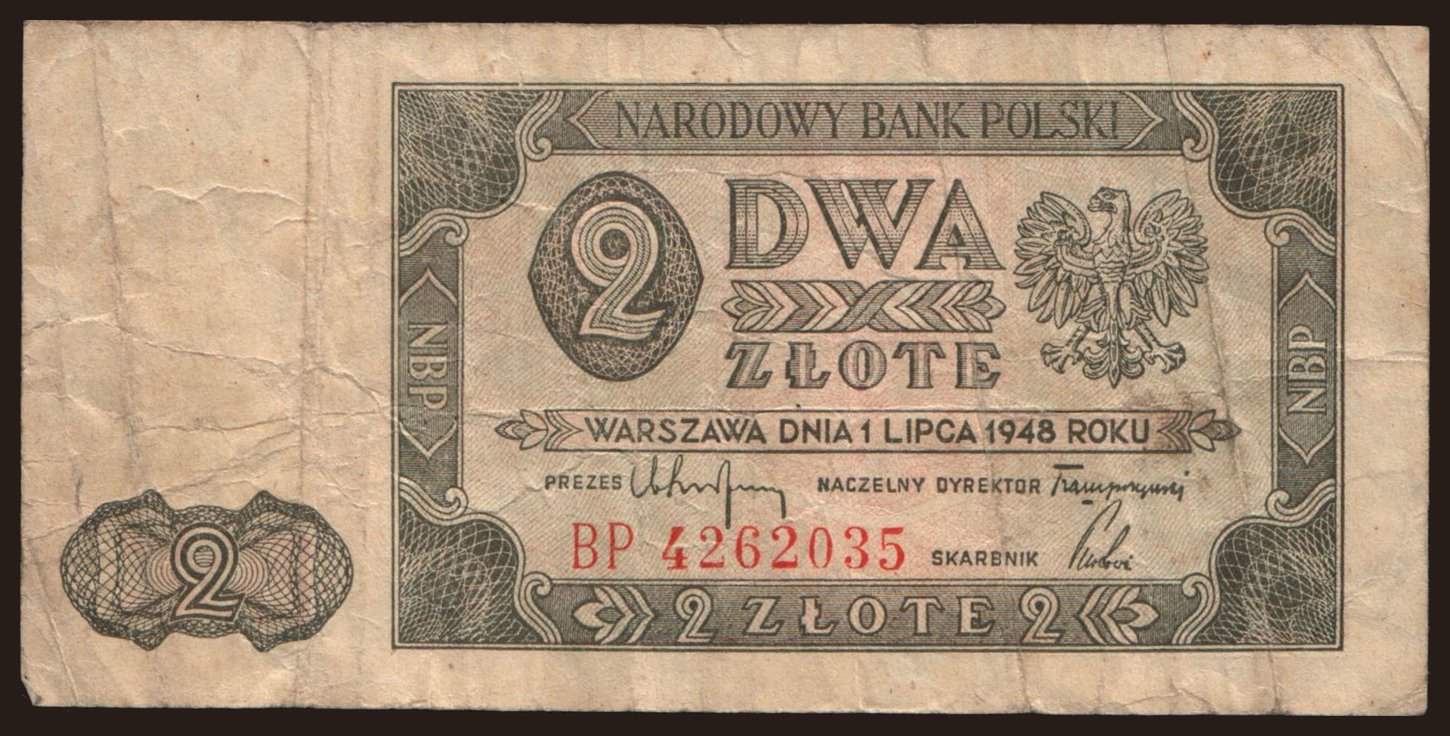 NARODOWY BANK POLSKI
2
DWA
ZŁOTE
NBP
NBP
WARSZAWA DNIA 1 LIPCA 1948 ROKU
PREZES NACZELNY DYREKTOR
BP 4262035 SKARBNIK
2
2 ZŁOTE 2